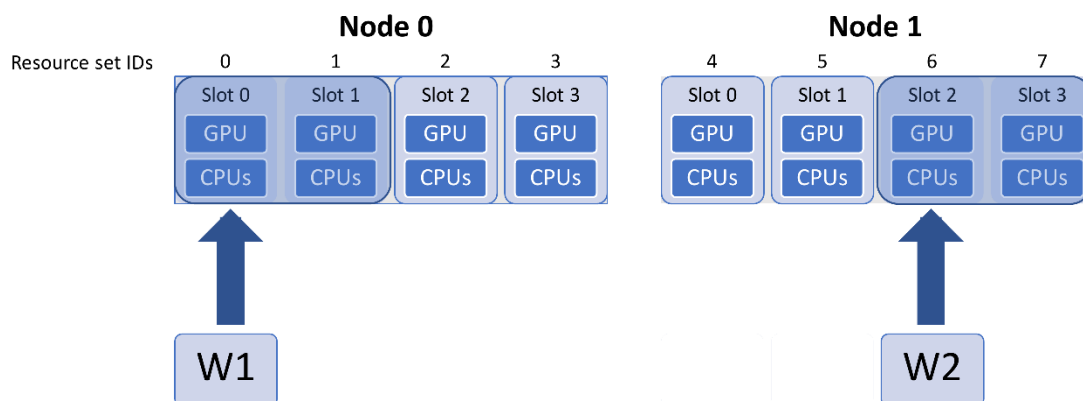 Node 0 Node 1
Resource set IDs 0 1 2 3 4 5 6 7
Slot 0 Slot 1 Slot 2 Slot 3 Slot 0 Slot 1 Slot 2 Slot 3
GPU GPU GPU GPU GPU GPU GPU GPU
CPUs CPUs CPUs CPUs CPUs CPUs CPUs CPUs
W1 W2